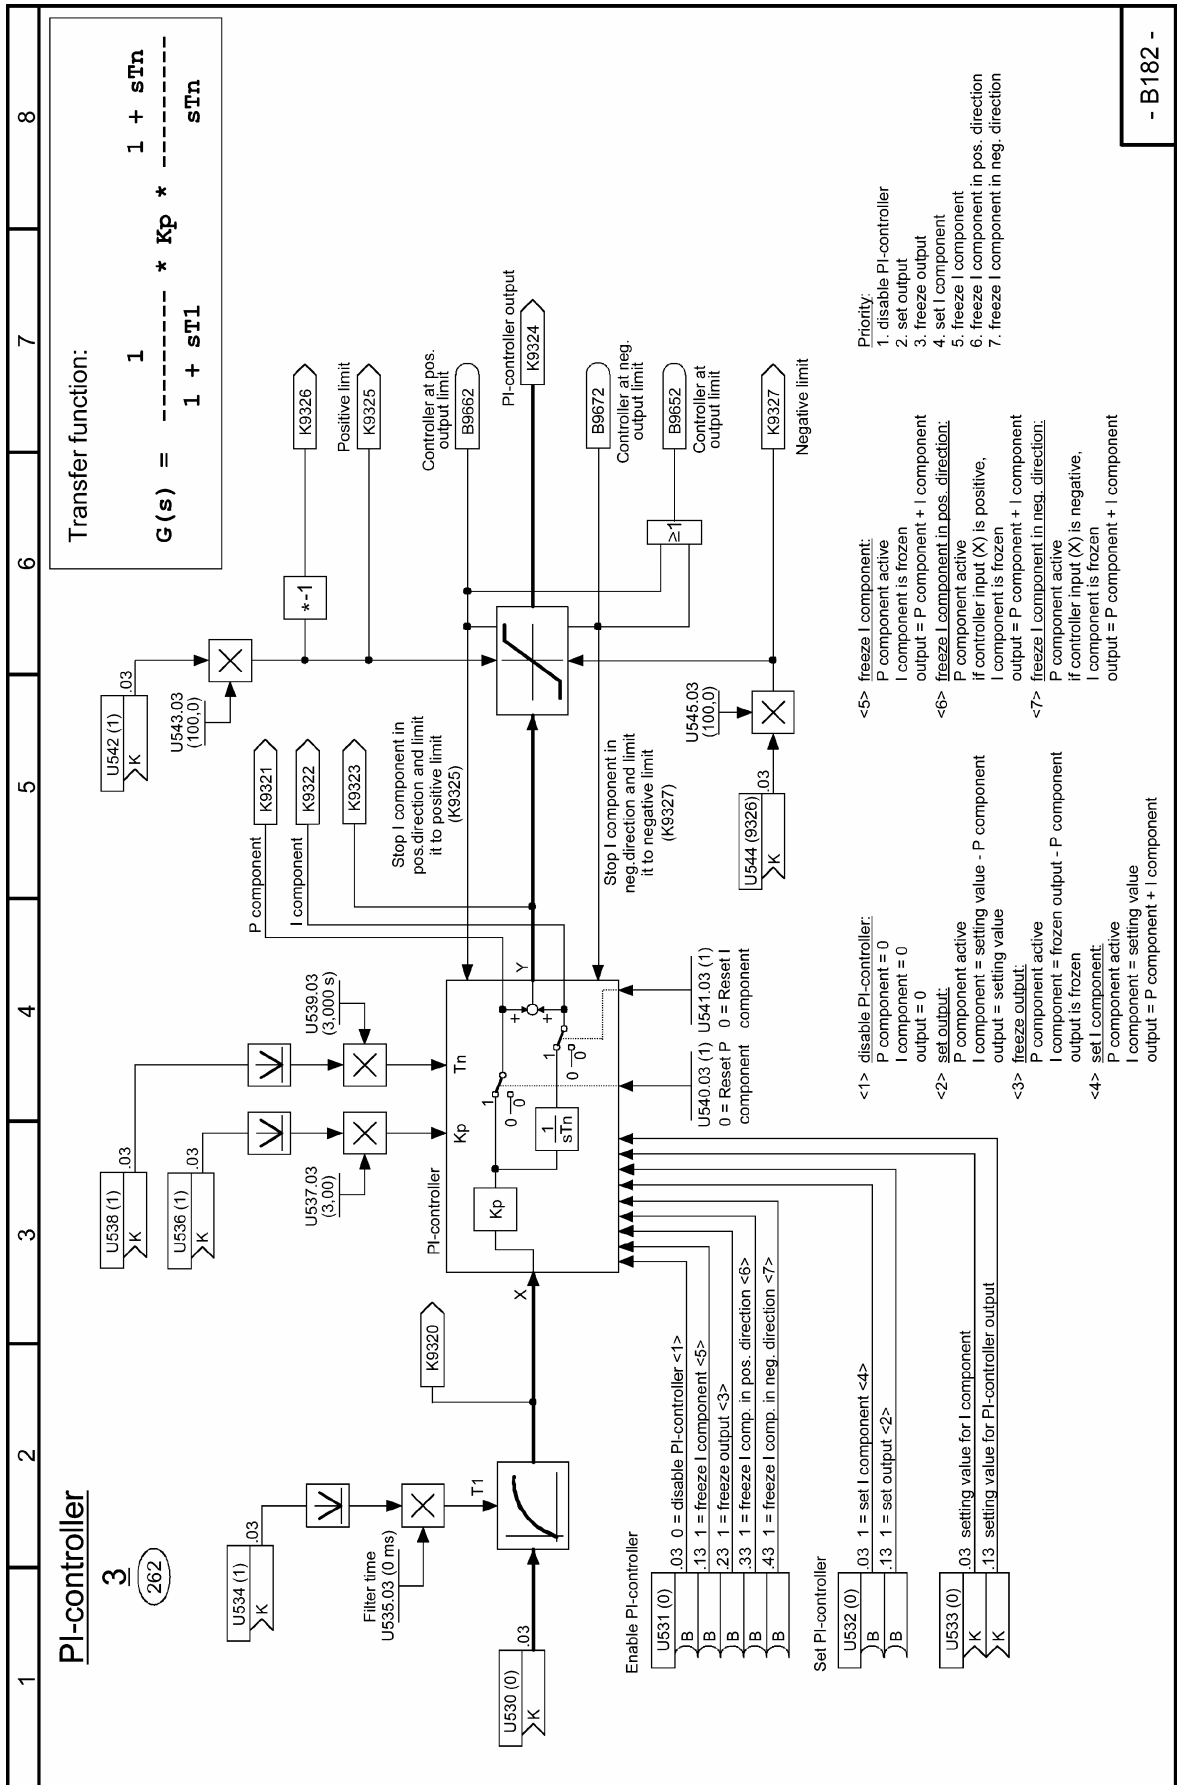 1
2
3
4
5
6
7
8
PI-controller
3
262
Transfer function:
1 1 + sTn
G(s) = -------- * Kp * ---------
1 + sT1 sTn
U534 (1)
K
.03
Filter time
U535.03 (0 ms)
T1
U530 (0)
K
.03
K9320
X
U538 (1)
K
.03
U536 (1)
K
.03
U537.03
(3,00)
U539.03
(3,000 s)
PI-controller
Kp
Tn
Kp
1
sTn
1
0
0
1
0
0
+
+
Y
U540.03 (1)
0 = Reset P
component
U541.03 (1)
0 = Reset I
component
P component
I component
K9321
K9322
K9323
U542 (1)
K
.03
U543.03
(100,0)
*-1
K9326
Positive limit
K9325
Stop I component in
pos.direction and limit
it to positive limit
(K9325)
Controller at pos.
output limit
B9662
PI-controller output
K9324
B9672
Controller at neg.
output limit
≥1
B9652
Controller at
output limit
Stop I component in
neg.direction and limit
it to negative limit
(K9327)
U544 (9326)
K
.03
U545.03
(100,0)
K9327
Negative limit
Enable PI-controller
U531 (0)
B .03 0 = disable PI-controller <1>
B .13 1 = freeze I component <5>
B .23 1 = freeze output <3>
B .33 1 = freeze I comp. in pos. direction <6>
B .43 1 = freeze I comp. in neg. direction <7>
Set PI-controller
U532 (0)
B .03 1 = set I component <4>
B .13 1 = set output <2>
U533 (0)
K .03 setting value for I component
K .13 setting value for PI-controller output
<1> disable PI-controller:
P component = 0
I component = 0
output = 0
<2> set output:
P component active
I component = setting value - P component
output = setting value
<3> freeze output:
P component active
I component = frozen output - P component
output is frozen
<4> set I component:
P component active
I component = setting value
output = P component + I component
<5> freeze I component:
P component active
I component is frozen
output = P component + I component
<6> freeze I component in pos. direction:
P component active
if controller input (X) is positive,
I component is frozen
output = P component + I component
<7> freeze I component in neg. direction:
P component active
if controller input (X) is negative,
I component is frozen
output = P component + I component
Priority:
1. disable PI-controller
2. set output
3. freeze output
4. set I component
5. freeze I component
6. freeze I component in pos. direction
7. freeze I component in neg. direction
- B182 -